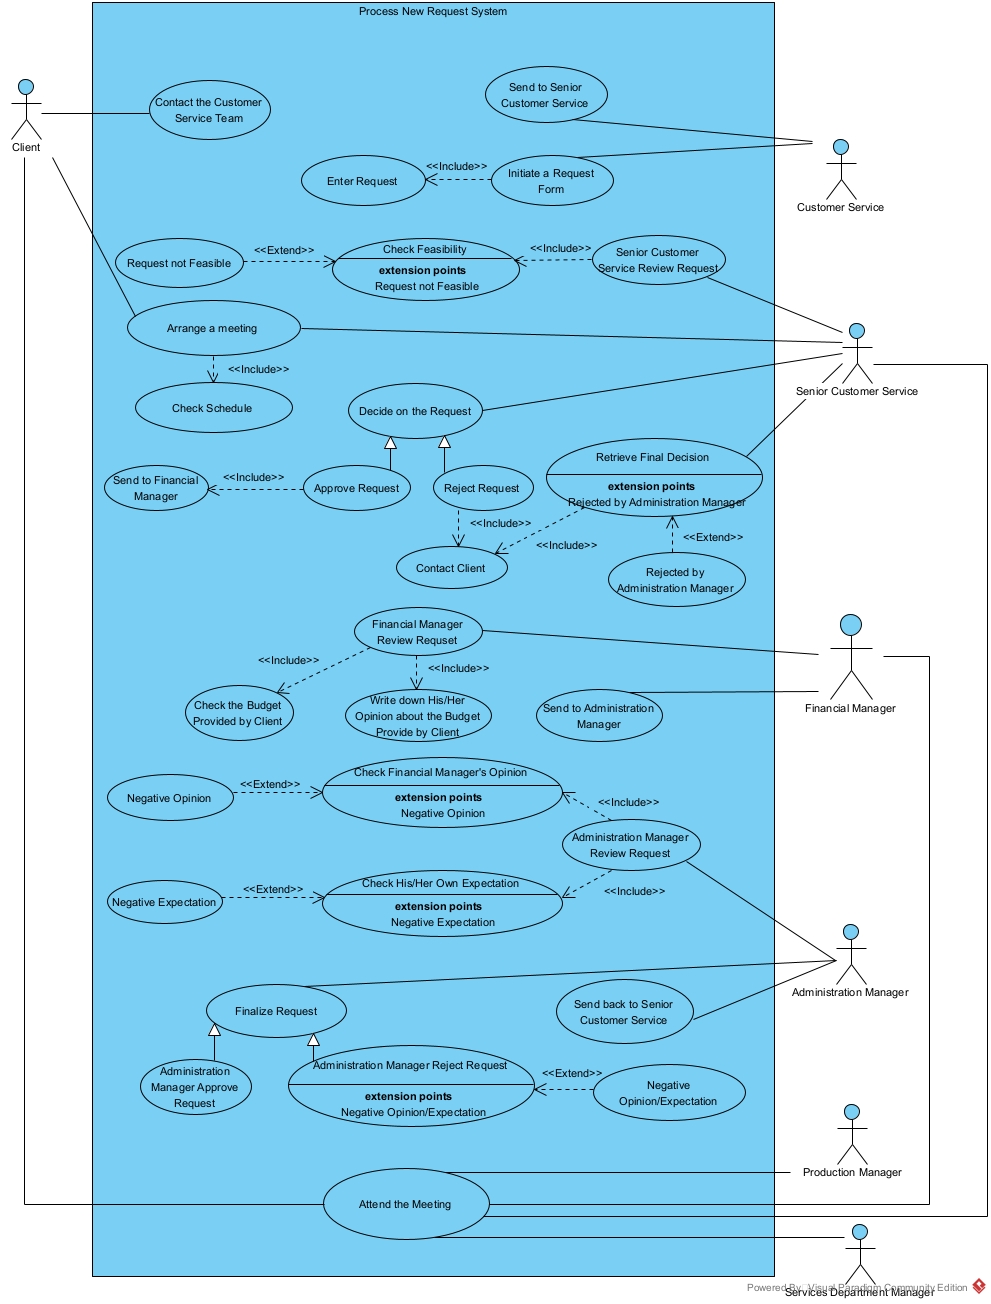 Process New Request System
Send to Senior
Customer Service
Contact the Customer
Service Team
Client
<<Include>>
Enter Request
Initiate a Request
Form
Customer Service
<<Extend>>
Check Feasibility
<<Include>>
Senior Customer
Service Review Request
Request not Feasible
extension points
Request not Feasible
Arrange a meeting
<<Include>>
Check Schedule
Senior Customer Service
Decide on the Request
Retrieve Final Decision
extension points
Rejected by Administration Manager
Send to Financial
Manager
<<Include>>
Approve Request
Reject Request
<<Include>>
<<Include>>
<<Extend>>
Contact Client
Rejected by
Administration Manager
Financial Manager
Review Requset
<<Include>>
<<Include>>
Check the Budget
Provided by Client
Write down His/Her
Opinion about the Budget
Provide by Client
Send to Administration
Manager
Financial Manager
Negative Opinion
<<Extend>>
Check Financial Manager's Opinion
extension points
Negative Opinion
<<Include>>
Administration Manager
Review Request
<<Include>>
Negative Expectation
<<Extend>>
Check His/Her Own Expectation
extension points
Negative Expectation
Administration Manager
Finalize Request
Send back to Senior
Customer Service
Administration
Manager Approve
Request
Administration Manager Reject Request
extension points
Negative Opinion/Expectation
<<Extend>>
Negative
Opinion/Expectation
Production Manager
Attend the Meeting
Powered By: Visual Paradigm Community Edition
Services Department Manager